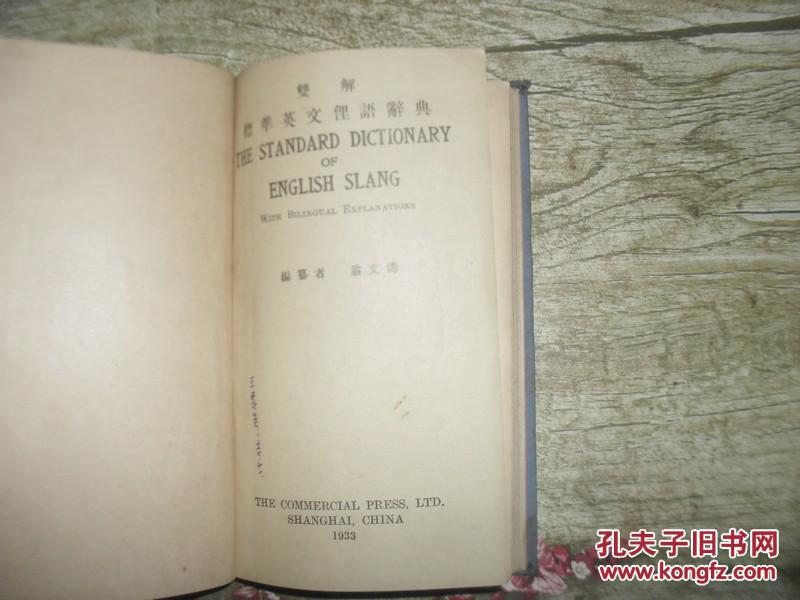 雙解
標準英文俚語辭典
THE STANDARD DICTIONARY
OF
ENGLISH SLANG
WITH BILINGUAL EXPLANATIONS
編纂者 翁文濤
THE COMMERCIAL PRESS, LTD.
SHANGHAI, CHINA
1933
孔夫子旧书网
www.kongfz.com